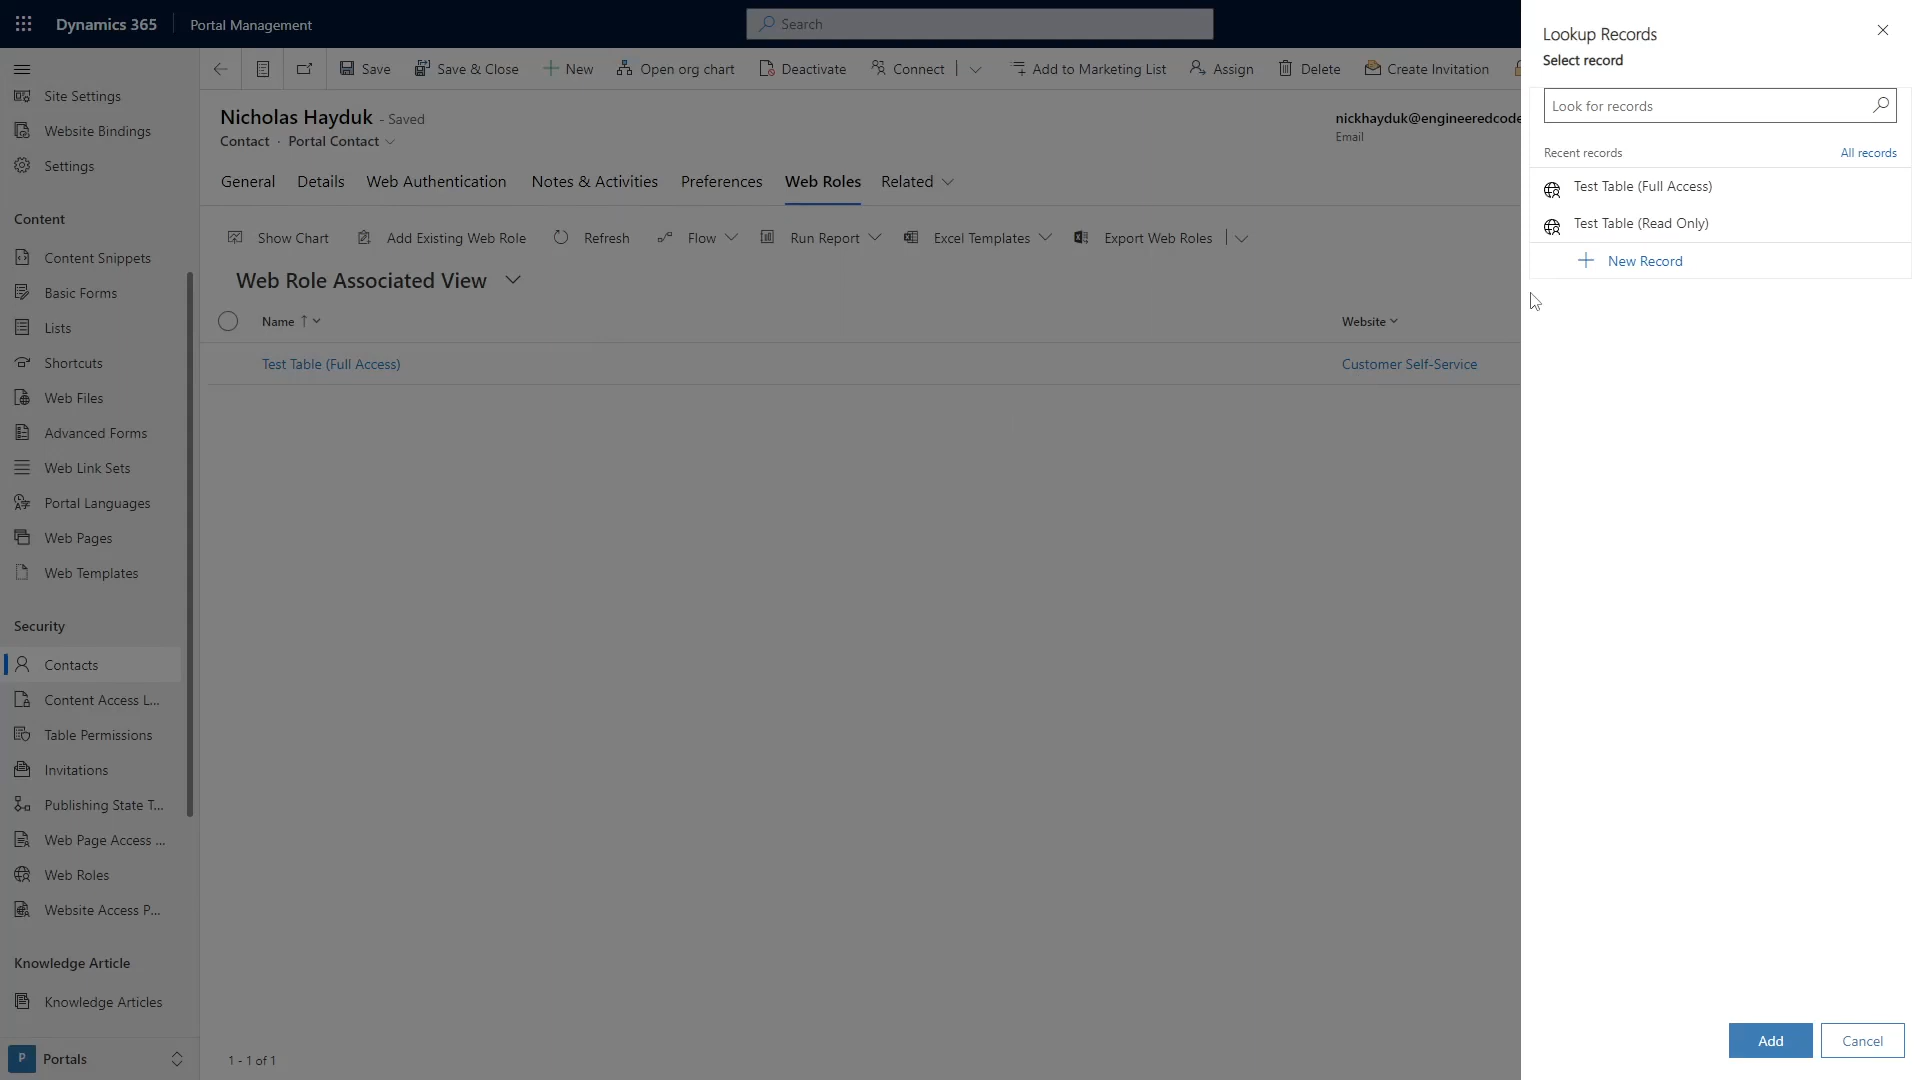 Dynamics 365
Portal Management
Search
Save
Save & Close
New
Open org chart
Deactivate
Connect
Add to Marketing List
Assign
Delete
Create Invitation
Site Settings
Website Bindings
Settings
Content
Content Snippets
Basic Forms
Lists
Shortcuts
Web Files
Advanced Forms
Web Link Sets
Portal Languages
Web Pages
Web Templates
Security
Contacts
Content Access L...
Table Permissions
Invitations
Publishing State T...
Web Page Access ...
Web Roles
Website Access P...
Knowledge Article
Knowledge Articles
P
Portals
Nicholas Hayduk - Saved
Contact · Portal Contact
nickhayduk@engineeredcode
Email
General
Details
Web Authentication
Notes & Activities
Preferences
Web Roles
Related
Show Chart
Add Existing Web Role
Refresh
Flow
Run Report
Excel Templates
Export Web Roles
Web Role Associated View
Name ↑
Website
Test Table (Full Access)
Customer Self-Service
1 - 1 of 1
Lookup Records
Select record
Look for records
Recent records
All records
Test Table (Full Access)
Test Table (Read Only)
New Record
Add
Cancel